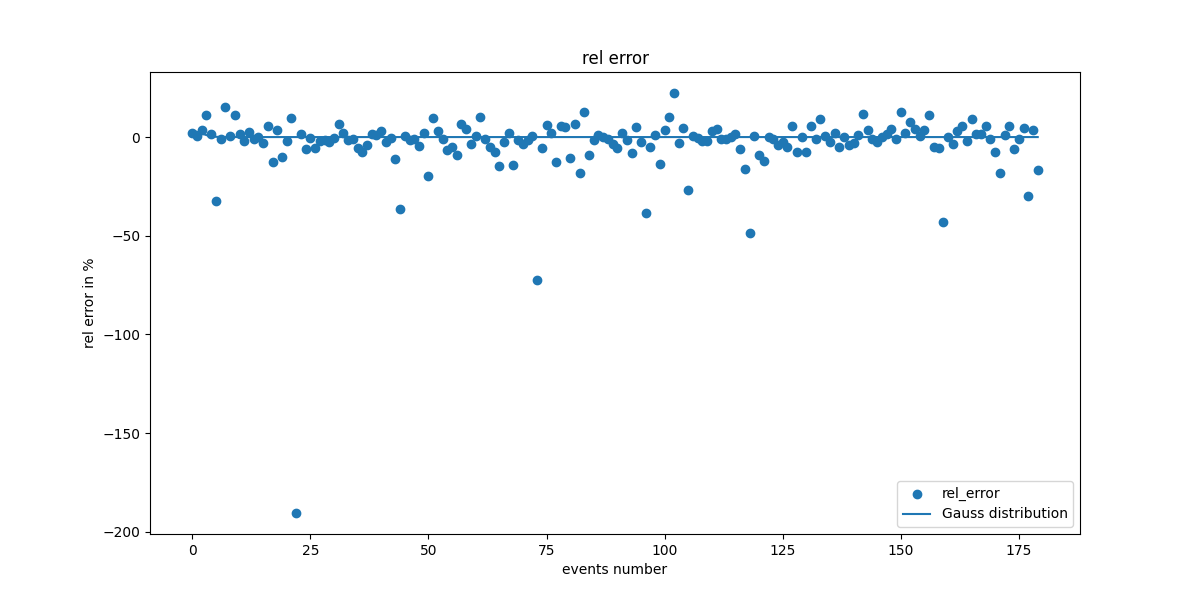 rel error
0
−50
−100
−150
−200
rel error in %
0
25
50
75
100
125
150
175
events number
rel_error
Gauss distribution